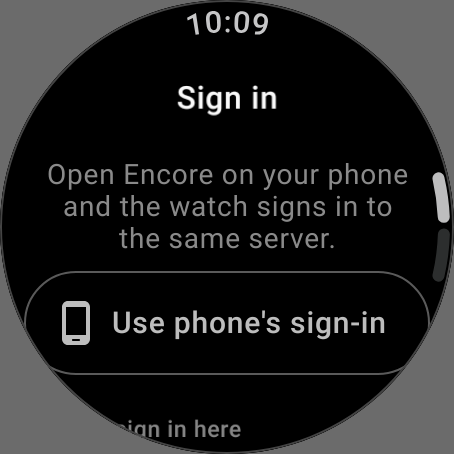 10:09
Sign in
Open Encore on your phone
and the watch signs in to
the same server.
Use phone's sign-in
sign in here